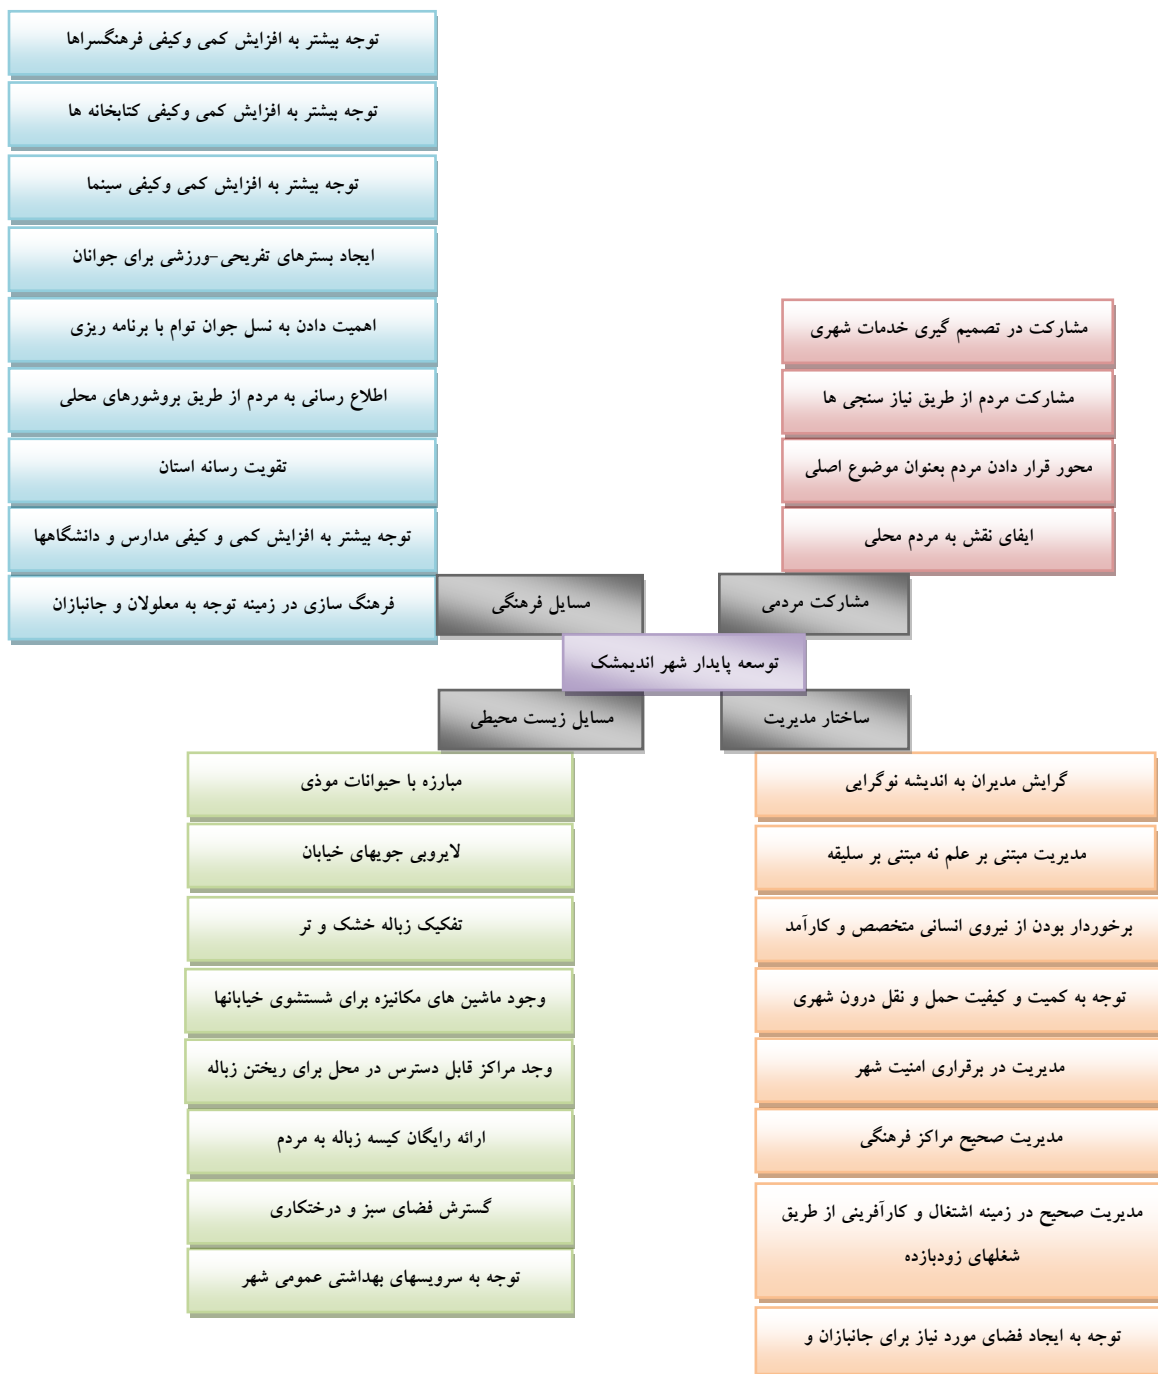 توجه بیشتر به افزایش کمی وکیفی فرهنگسراها
توجه بیشتر به افزایش کمی وکیفی کتابخانه ها
توجه بیشتر به افزایش کمی وکیفی سینما
ایجاد بسترهای تفریحی-ورزشی برای جوانان
اهمیت دادن به نسل جوان توام با برنامه ریزی
اطلاع رسانی به مردم از طریق بروشورهای محلی
تقویت رسانه استان
توجه بیشتر به افزایش کمی و کیفی مدارس و دانشگاهها
فرهنگ سازی در زمینه توجه به معلولان و جانبازان
مشارکت در تصمیم گیری خدمات شهری
مشارکت مردم از طریق نیاز سنجی ها
محور قرار دادن مردم بعنوان موضوع اصلی
ایفای نقش به مردم محلی
مشارکت مردمی
مسایل فرهنگی
توسعه پایدار شهر اندیمشک
ساختار مدیریت
مسایل زیست محیطی
گرایش مدیران به اندیشه نوگرایی
مدیریت مبتنی بر علم نه مبتنی بر سلیقه
برخوردار بودن از نیروی انسانی متخصص و کارآمد
توجه به کمیت و کیفیت حمل و نقل درون شهری
مدیریت در برقراری امنیت شهر
مدیریت صحیح مراکز فرهنگی
مدیریت صحیح در زمینه اشتغال و کارآفرینی از طریق
شغلهای زودبازده
توجه به ایجاد فضای مورد نیاز برای جانبازان و
مبارزه با حیوانات موذی
لایروبی جویهای خیابان
تفکیک زباله خشک و تر
وجود ماشین های مکانیزه برای شستشوی خیابانها
وجد مراکز قابل دسترس در محل برای ریختن زباله
ارائه رایگان کیسه زباله به مردم
گسترش فضای سبز و درختکاری
توجه به سرویسهای بهداشتی عمومی شهر